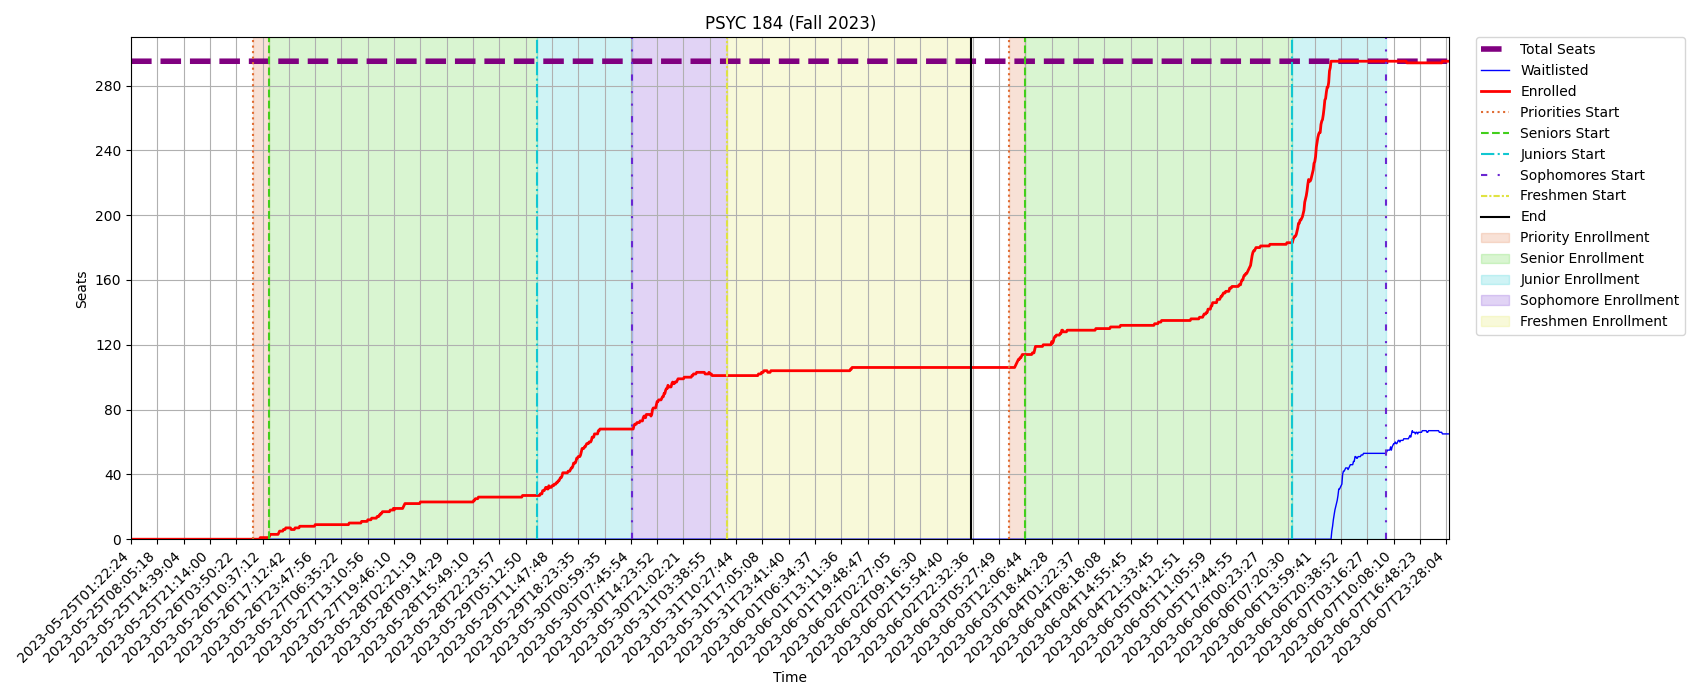 PSYC 184 (Fall 2023)
Seats
280
240
200
160
120
80
40
0
2023-05-25T01:22:24
2023-05-25T08:05:18
2023-05-25T14:39:04
2023-05-25T21:14:00
2023-05-26T03:50:22
2023-05-26T10:37:12
2023-05-26T17:12:42
2023-05-26T23:47:56
2023-05-27T06:35:22
2023-05-27T13:10:56
2023-05-27T19:46:10
2023-05-28T02:21:19
2023-05-28T09:14:29
2023-05-28T15:49:10
2023-05-28T22:23:57
2023-05-29T05:12:50
2023-05-29T11:47:48
2023-05-29T18:23:35
2023-05-30T00:59:35
2023-05-30T07:45:54
2023-05-30T14:23:52
2023-05-30T21:02:21
2023-05-31T03:38:55
2023-05-31T10:27:44
2023-05-31T17:05:08
2023-05-31T23:41:40
2023-06-01T06:34:37
2023-06-01T13:11:36
2023-06-01T19:48:47
2023-06-02T02:27:05
2023-06-02T09:16:30
2023-06-02T15:54:40
2023-06-02T22:32:36
2023-06-03T05:27:49
2023-06-03T12:06:44
2023-06-03T18:44:28
2023-06-04T01:22:37
2023-06-04T08:18:08
2023-06-04T14:55:45
2023-06-04T21:33:45
2023-06-05T04:12:51
2023-06-05T11:05:59
2023-06-05T17:44:55
2023-06-06T00:23:27
2023-06-06T07:20:30
2023-06-06T13:59:41
2023-06-06T20:38:52
2023-06-07T03:16:27
2023-06-07T10:08:10
2023-06-07T16:48:23
2023-06-07T23:28:04
Time
Total Seats
Waitlisted
Enrolled
Priorities Start
Seniors Start
Juniors Start
Sophomores Start
Freshmen Start
End
Priority Enrollment
Senior Enrollment
Junior Enrollment
Sophomore Enrollment
Freshmen Enrollment